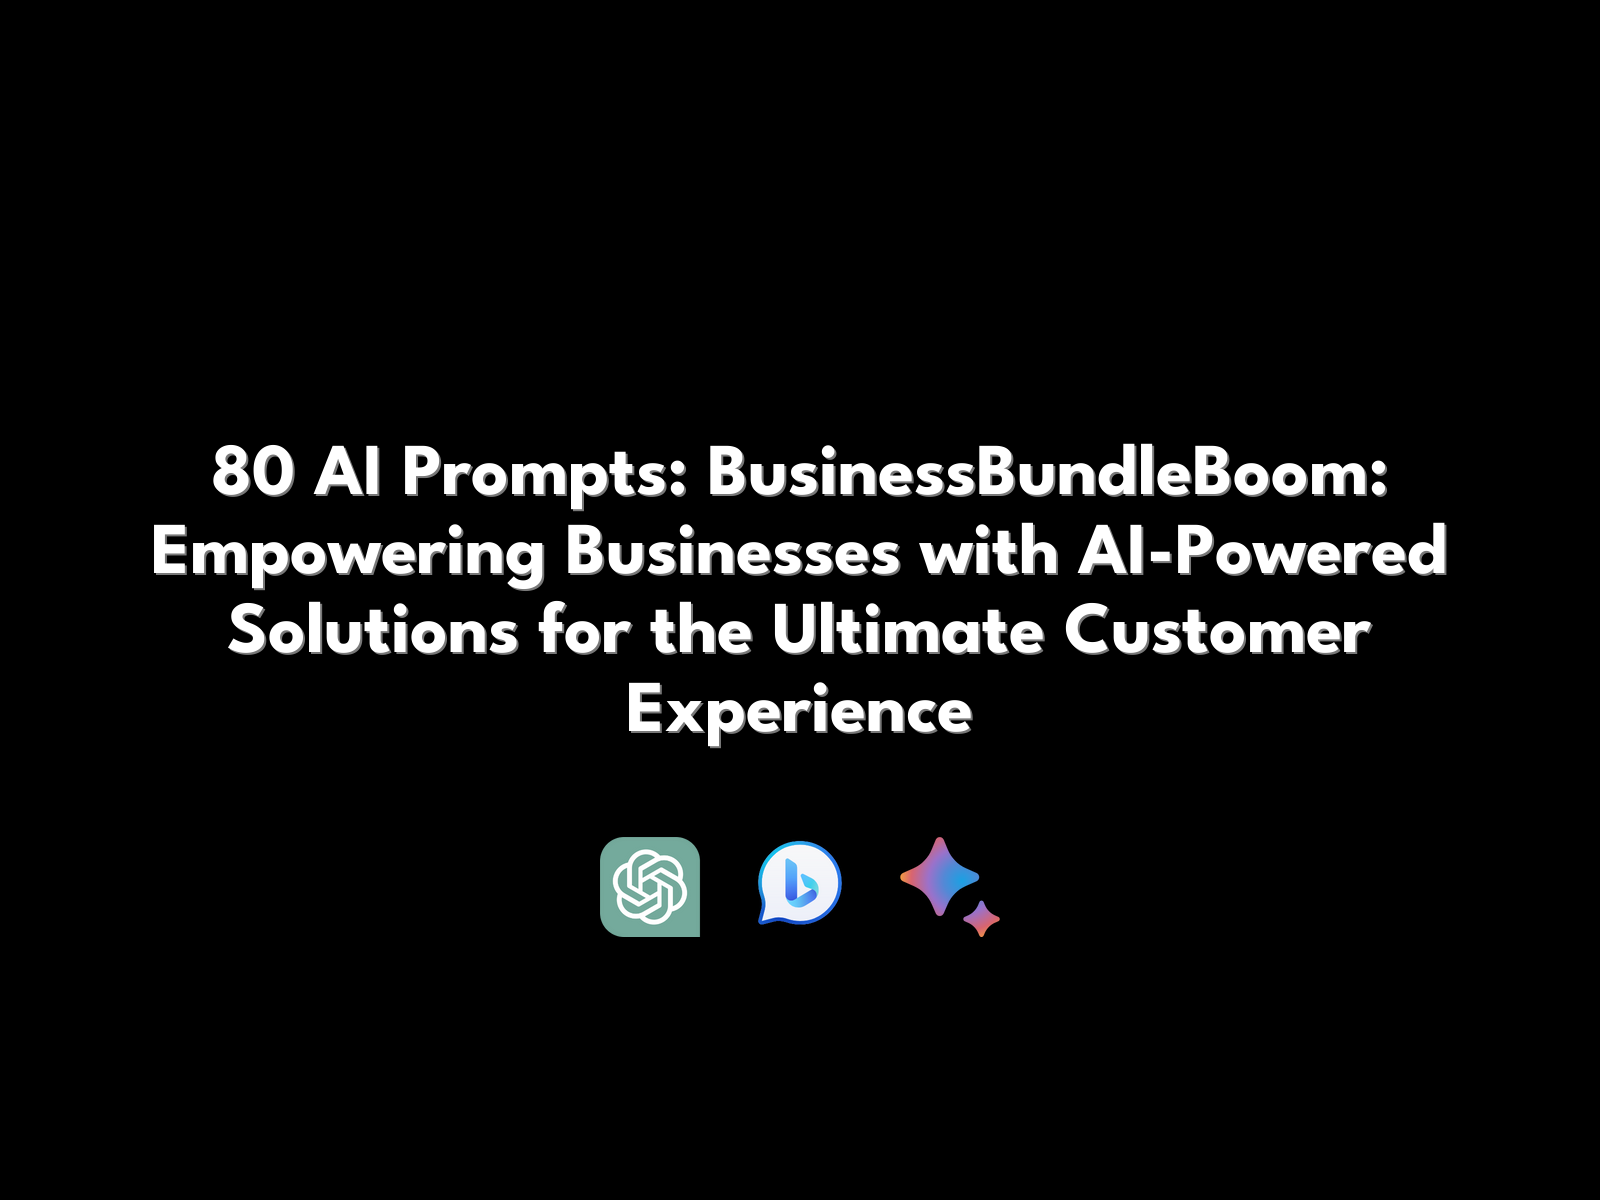 80 AI Prompts: BusinessBundleBoom:
Empowering Businesses with AI-Powered
Solutions for the Ultimate Customer
Experience